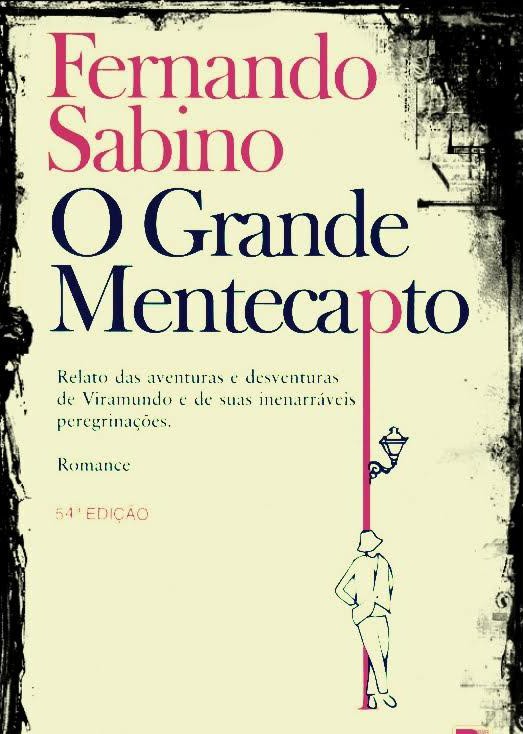 Fernando
Sabino
O Grande
Mentecapto
Relato das aventuras e desventuras
de Viramundo e de suas inenarráveis
peregrinações.
Romance
54ª EDIÇÃO